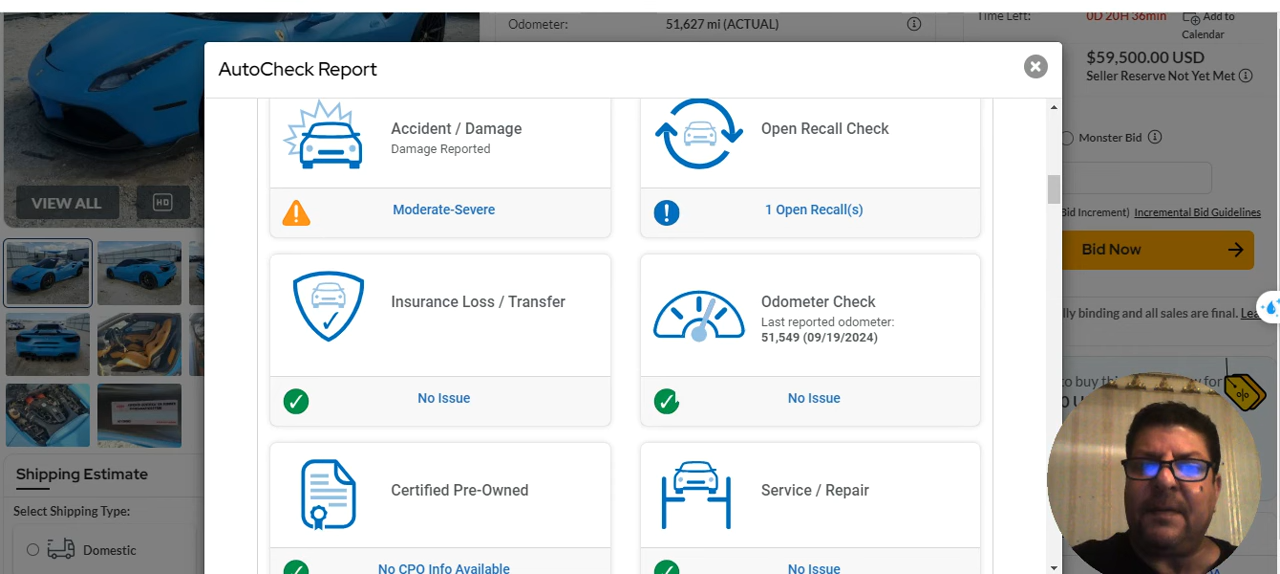 Odometer:
51,627 mi (ACTUAL)
Time Left:
0D 20H 36min
Add to
Calendar
AutoCheck Report
$59,500.00 USD
Seller Reserve Not Yet Met
Accident / Damage
Damage Reported
Open Recall Check
Monster Bid
VIEW ALL
HD
Moderate-Severe
1 Open Recall(s)
Bid Increment) Incremental Bid Guidelines
Bid Now
Insurance Loss / Transfer
Odometer Check
Last reported odometer:
51,549 (09/19/2024)
lly binding and all sales are final.
No Issue
No Issue
to buy this
for
Shipping Estimate
Certified Pre-Owned
Service / Repair
Select Shipping Type:
Domestic
No CPO Info Available
No Issue